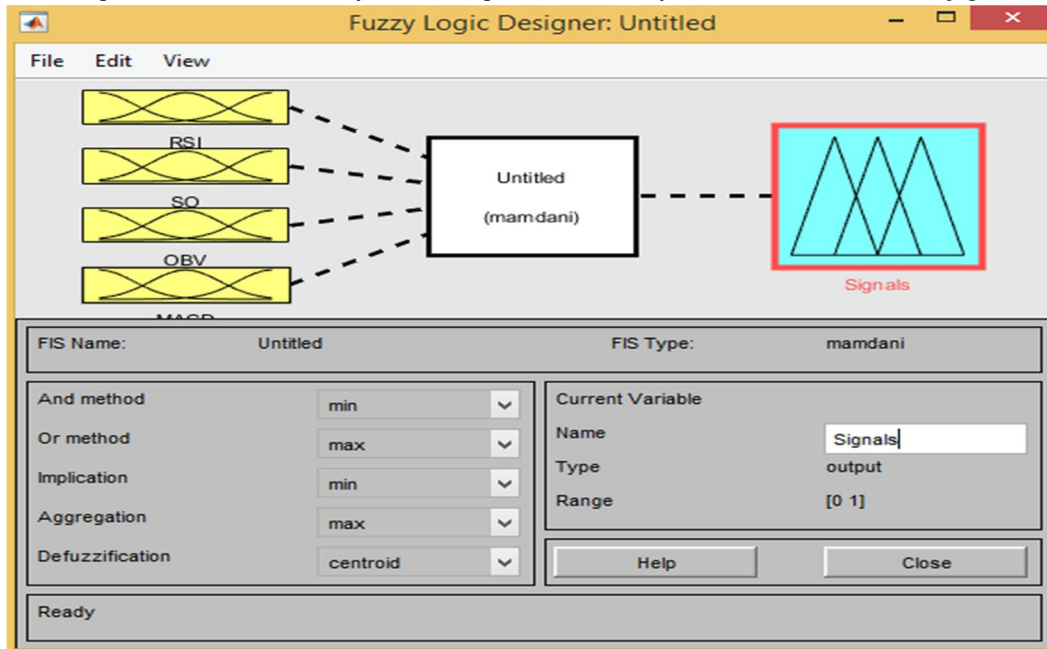 Fuzzy Logic Designer: Untitled
File Edit View
RSI
SO
OBV
MACD
Untitled
(mamdani)
Signals
FIS Name: Untitled FIS Type: mamdani
And method min
Or method max
Implication min
Aggregation max
Defuzzification centroid
Current Variable
Name Signals
Type output
Range [0 1]
Help Close
Ready